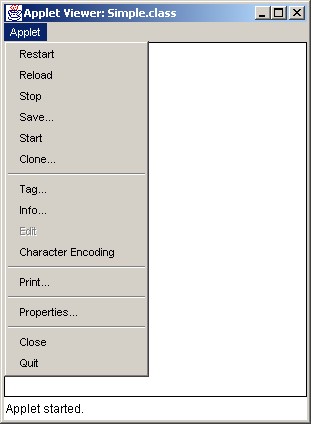 Applet Viewer: Simple.class
Applet
Restart
Reload
Stop
Save...
Start
Clone...
Tag...
Info...
Edit
Character Encoding
Print...
Properties...
Close
Quit
Applet started.